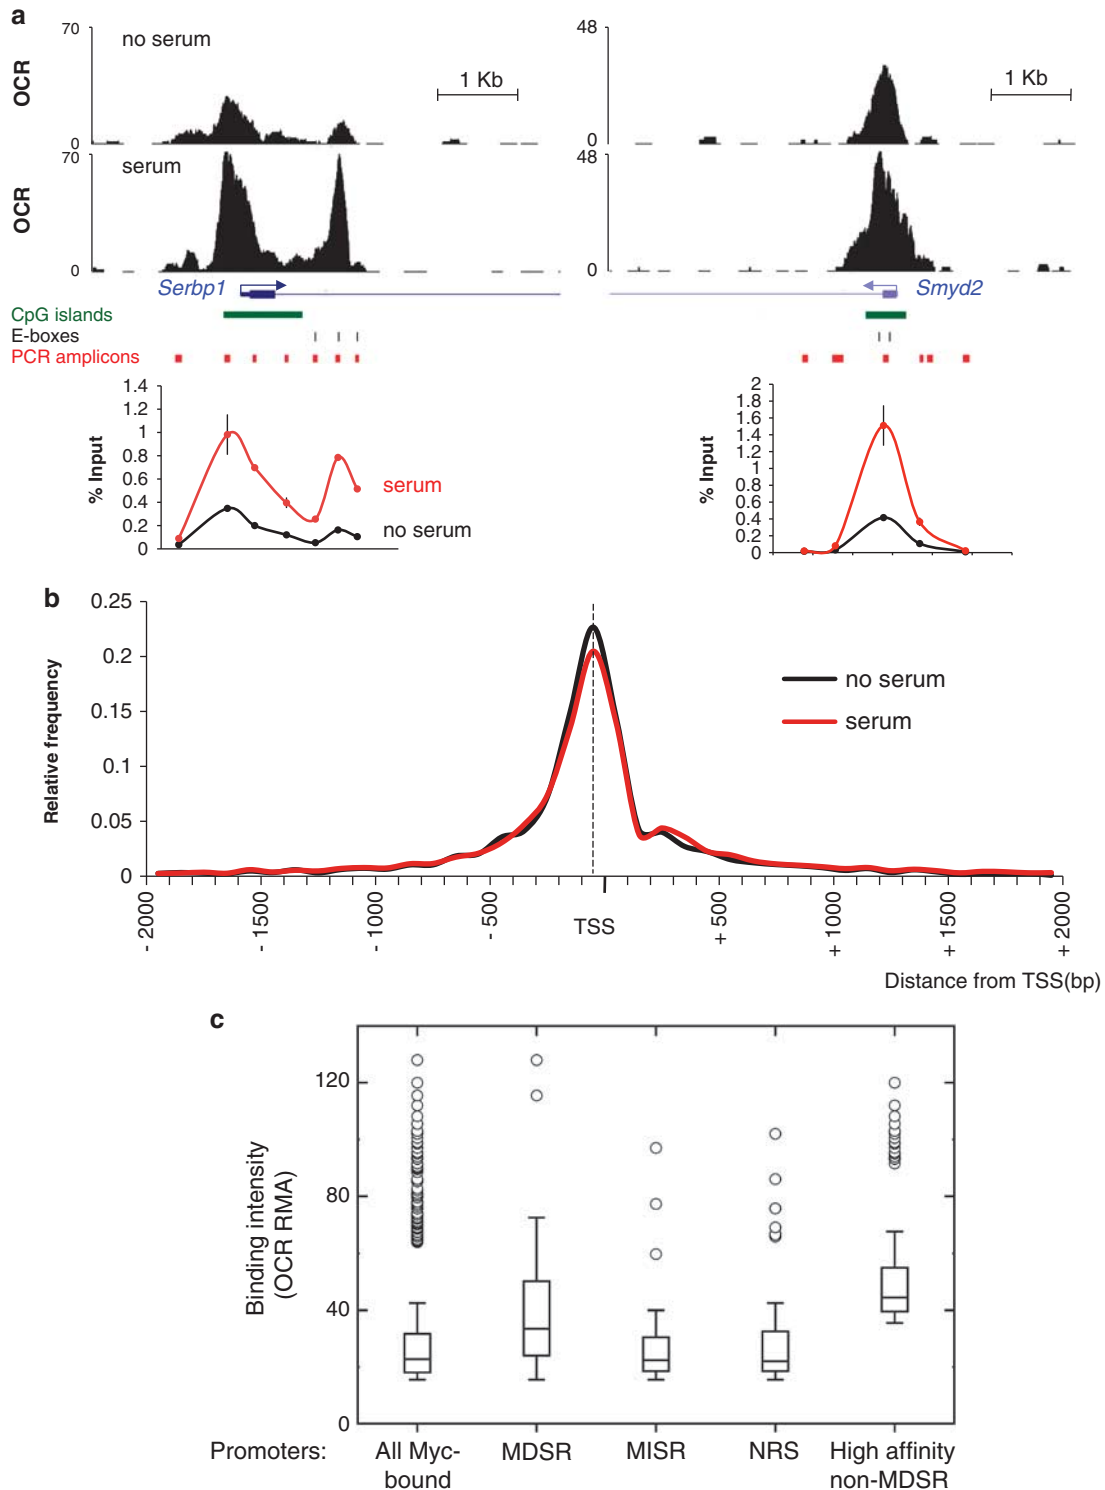 a
70
no serum
1 Kb
OCR
0
70
serum
OCR
0
Serbp1
48
1 Kb
0
48
0
Smyd2
CpG islands
E-boxes
PCR amplicons
1.4
1.2
1
0.8
0.6
0.4
0.2
0
% Input
serum
no serum
2
1.8
1.6
1.4
1.2
1
0.8
0.6
0.4
0.2
0
% Input
b
0.25
0.2
0.15
0.1
0.05
0
Relative frequency
no serum
serum
- 2000
- 1500
- 1000
- 500
TSS
+ 500
+ 1000
+ 1500
+ 2000
Distance from TSS(bp)
c
120
80
40
0
Binding intensity
(OCR RMA)
Promoters:
All Myc-
bound
MDSR
MISR
NRS
High affinity
non-MDSR